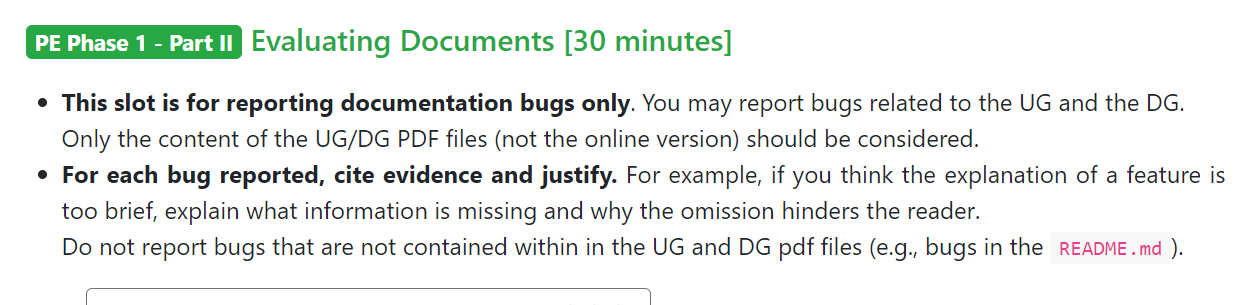 PE Phase 1 - Part II Evaluating Documents [30 minutes]
• This slot is for reporting documentation bugs only. You may report bugs related to the UG and the DG.
Only the content of the UG/DG PDF files (not the online version) should be considered.
• For each bug reported, cite evidence and justify. For example, if you think the explanation of a feature is
too brief, explain what information is missing and why the omission hinders the reader.
Do not report bugs that are not contained within in the UG and DG pdf files (e.g., bugs in the README.md ).